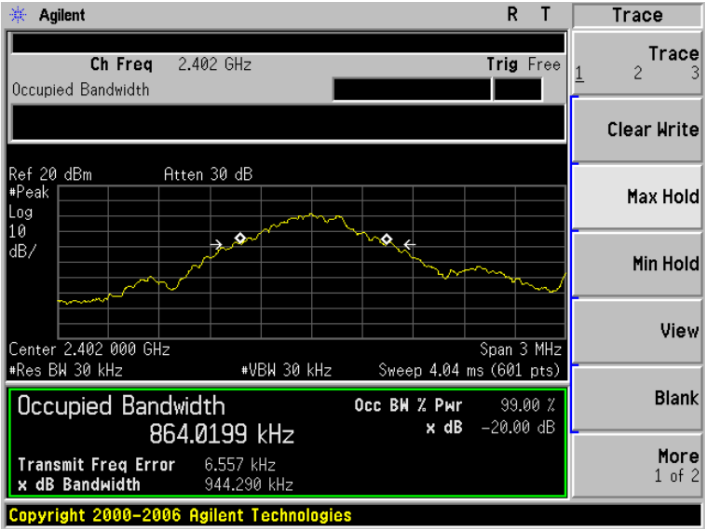 Agilent R T Trace
Ch Freq 2.402 GHz Trig Free
Occupied Bandwidth
Trace
1 2 3
Clear Write
Max Hold
Min Hold
View
Blank
More
1 of 2
Ref 20 dBm Atten 30 dB
#Peak
Log
10
dB/
Center 2.402 000 GHz Span 3 MHz
#Res BW 30 kHz #VBW 30 kHz Sweep 4.04 ms (601 pts)
Occupied Bandwidth Occ BW % Pwr 99.00 %
864.0199 kHz x dB -20.00 dB
Transmit Freq Error 6.557 kHz
x dB Bandwidth 944.290 kHz
Copyright 2000-2006 Agilent Technologies